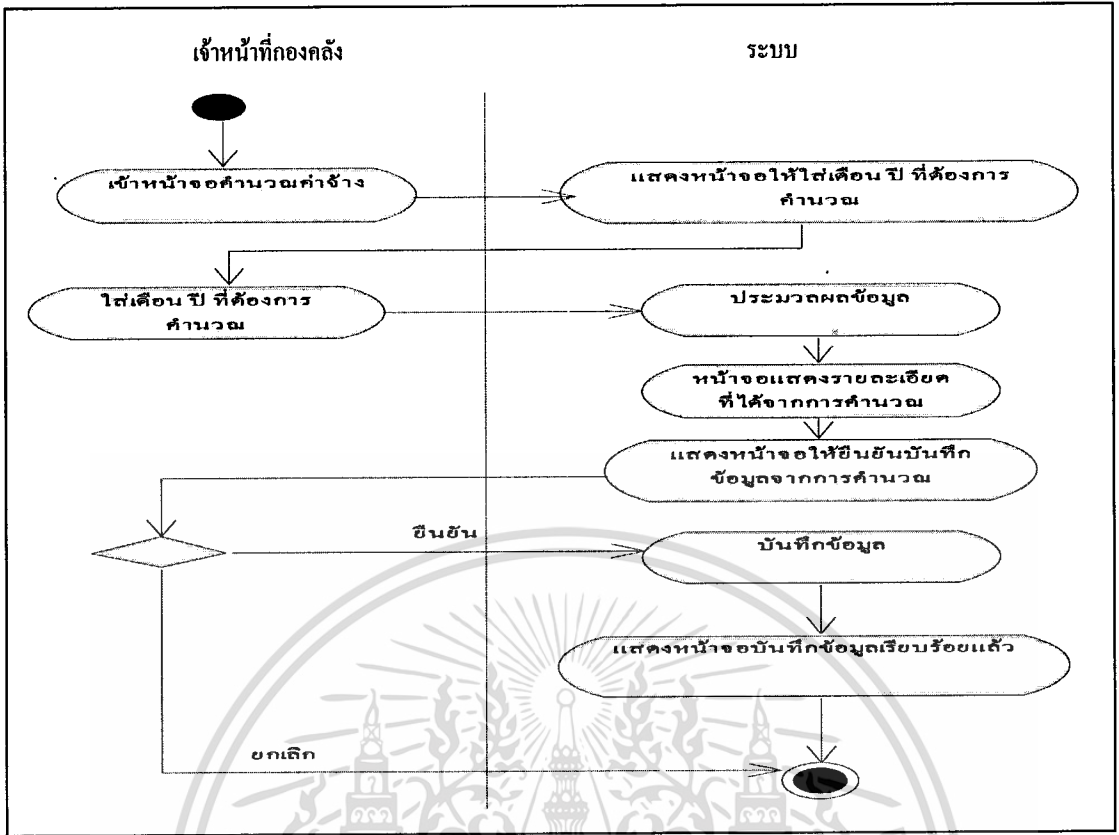 เจ้าหน้าที่กองคลัง
ระบบ
เข้าหน้าจอคำนวณค่าจ้าง
แสดงหน้าจอให้ใส่เดือน ปี ที่ต้องการ
คำนวณ
ใส่เดือน ปี ที่ต้องการ
คำนวณ
ประมวลผลข้อมูล
หน้าจอแสดงรายละเอียด
ที่ได้จากการคำนวณ
แสดงหน้าจอให้ยืนยันบันทึก
ข้อมูลจากการคำนวณ
ยืนยัน
บันทึกข้อมูล
แสดงหน้าจอบันทึกข้อมูลเรียบร้อยแล้ว
ยกเลิก